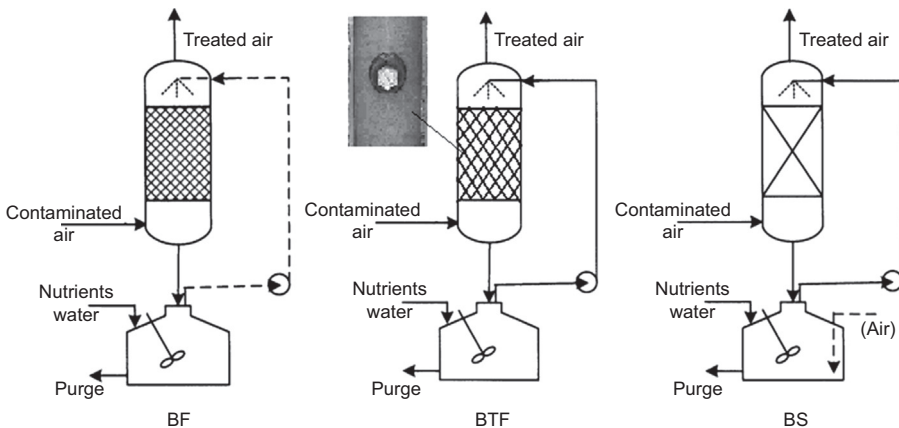 Treated air
Contaminated
air
Nutrients
water
Purge
BF
Treated air
Contaminated
air
Nutrients
water
Purge
BTF
Treated air
Contaminated
air
Nutrients
water
(Air)
Purge
BS